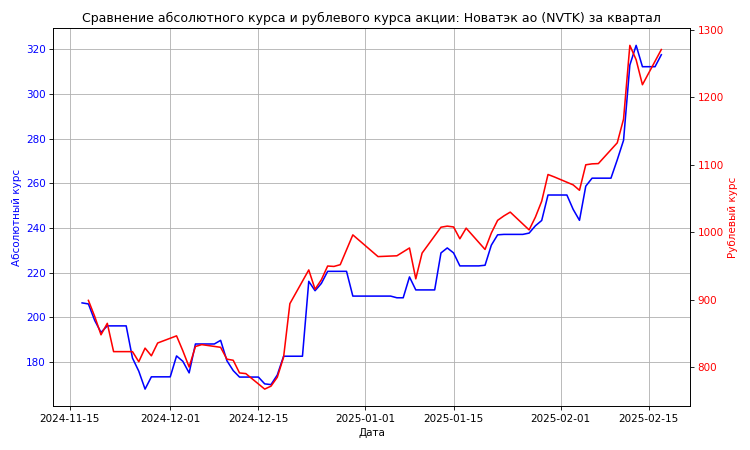 Сравнение абсолютного курса и рублевого курса акции: Новатэк ао (NVTK) за квартал
Абсолютный курс
320
300
280
260
240
220
200
180
1300
1200
1100
1000
900
800
Рублевый курс
2024-11-15 2024-12-01 2024-12-15 2025-01-01 2025-01-15 2025-02-01 2025-02-15
Дата